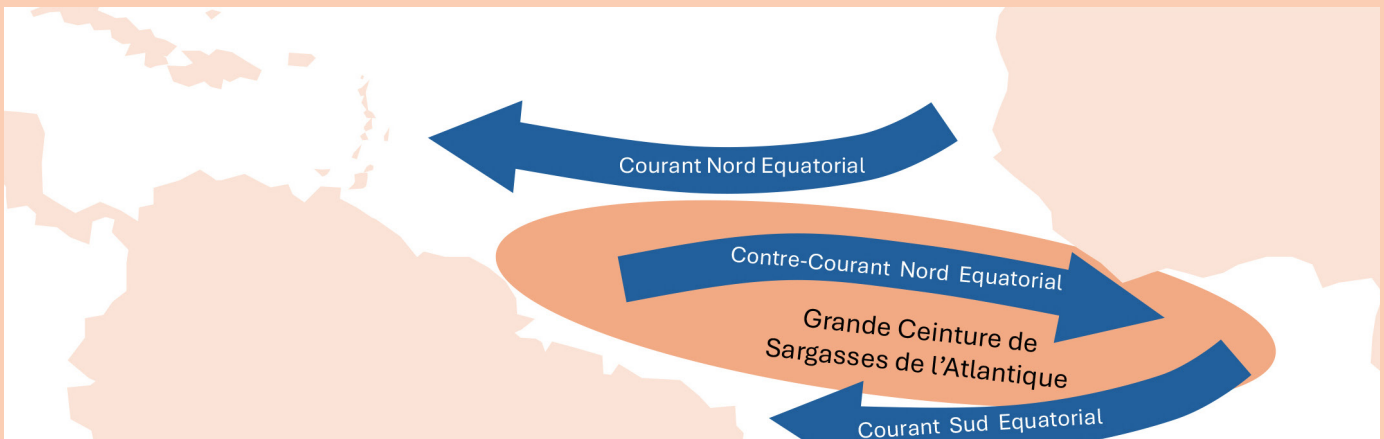 Courant Nord Equatorial
Contre-Courant Nord Equatorial
Grande Ceinture de
Sargasses de l’Atlantique
Courant Sud Equatorial